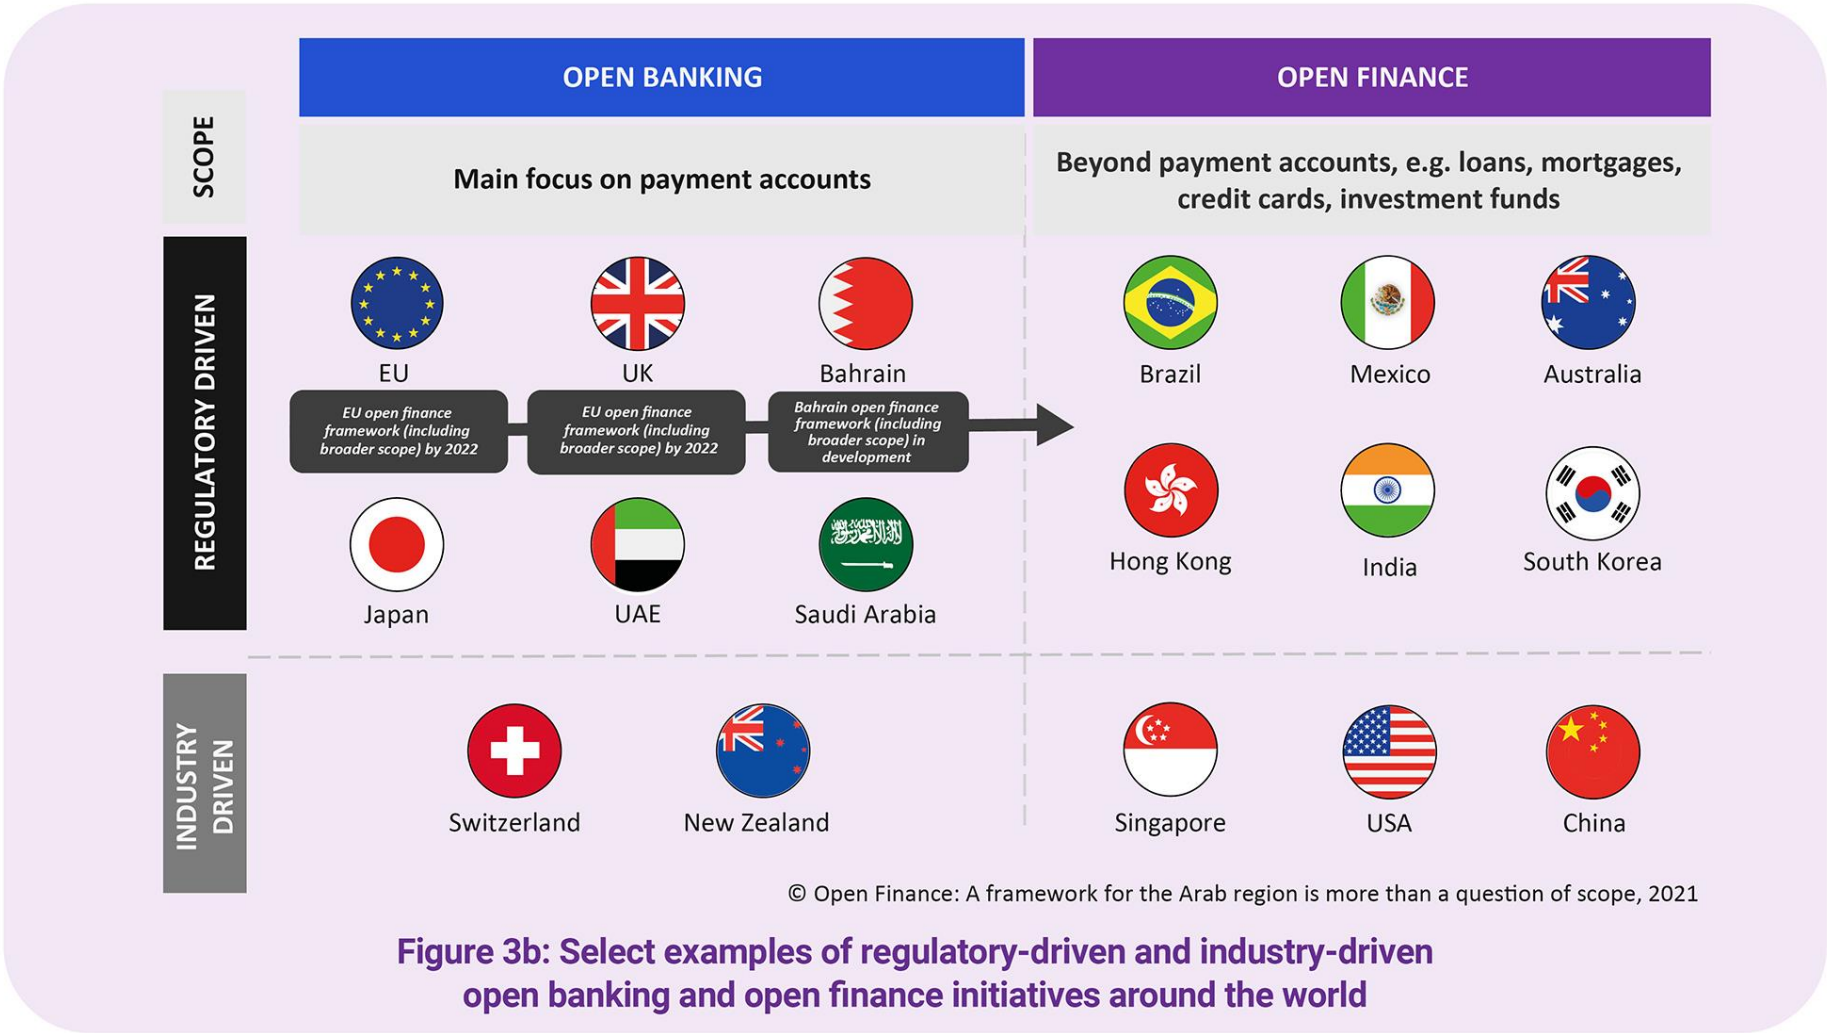 OPEN BANKING
OPEN FINANCE
SCOPE
Main focus on payment accounts
Beyond payment accounts, e.g. loans, mortgages,
credit cards, investment funds
REGULATORY DRIVEN
EU
UK
Bahrain
Brazil
Mexico
Australia
EU open finance
framework (including
broader scope) by 2022
EU open finance
framework (including
broader scope) by 2022
Bahrain open finance
framework (including
broader scope) in
development
Hong Kong
India
South Korea
Japan
UAE
Saudi Arabia
INDUSTRY
DRIVEN
Switzerland
New Zealand
Singapore
USA
China
© Open Finance: A framework for the Arab region is more than a question of scope, 2021
Figure 3b: Select examples of regulatory-driven and industry-driven
open banking and open finance initiatives around the world